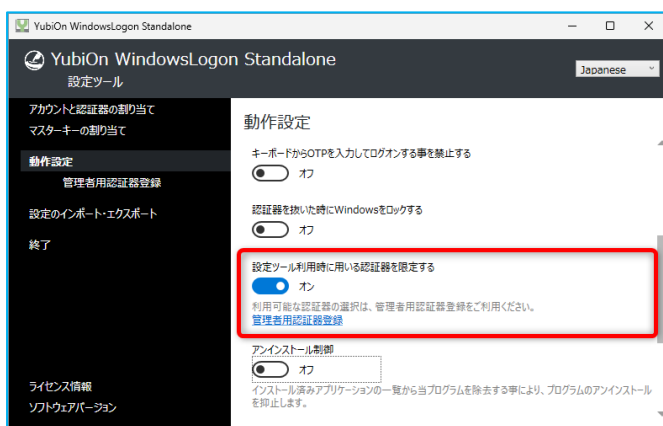 YubiOn WindowsLogon Standalone
YubiOn WindowsLogon Standalone
設定ツール
Japanese
アカウントと認証器の割り当て
マスターキーの割り当て
動作設定
管理者用認証器登録
設定のインポート・エクスポート
終了
ライセンス情報
ソフトウェアバージョン
動作設定
キーボードからOTPを入力してログオンする事を禁止する
オフ
認証器を抜いた時にWindowsをロックする
オフ
設定ツール利用時に用いる認証器を限定する
オン
利用可能な認証器の選択は、管理者用認証器登録をご利用ください。
管理者用認証器登録
アンインストール制御
オフ
インストール済みアプリケーションの一覧から当プログラムを除去する事により、プログラムのアンインストール
を抑止します。